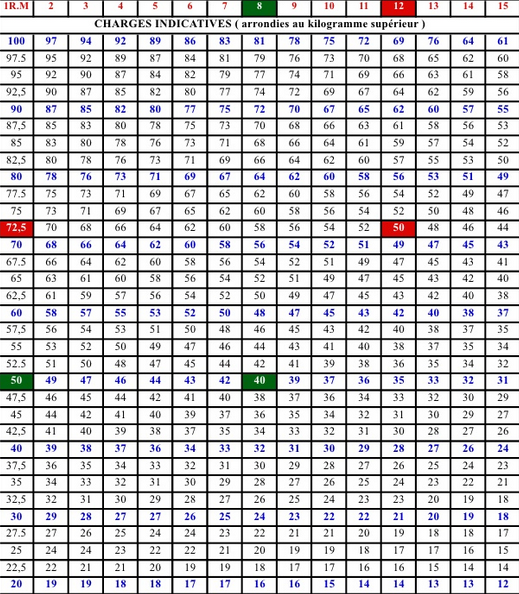 1R.M 2 3 4 5 6 7 8 9 10 11 12 13 14 15
CHARGES INDICATIVES ( arrondies au kilogramme supérieur )
100 97 94 92 89 86 83 81 78 75 72 69 76 64 61
97.5 95 92 89 87 84 81 79 76 73 70 68 65 62 60
95 92 90 87 84 82 79 77 74 71 69 66 63 61 58
92,5 90 87 85 82 80 77 74 72 69 67 64 62 59 56
90 87 85 82 80 77 75 72 70 67 65 62 60 57 55
87,5 85 83 80 78 75 73 70 68 66 63 61 58 56 53
85 83 80 78 76 73 71 68 66 64 61 59 57 54 52
82,5 80 78 76 73 71 69 66 64 62 60 57 55 53 50
80 78 76 73 71 69 67 64 62 60 58 56 53 51 49
77.5 75 73 71 69 67 65 62 60 58 56 54 52 49 47
75 73 71 69 67 65 62 60 58 56 54 52 50 48 46
72,5 70 68 66 64 62 60 58 56 54 52 50 48 46 44
70 68 66 64 62 60 58 56 54 52 51 49 47 45 43
67.5 66 64 62 60 58 56 54 52 51 49 47 45 43 41
65 63 61 60 58 56 54 52 51 49 47 45 43 42 40
62,5 61 59 57 56 54 52 50 49 47 45 43 42 40 38
60 58 57 55 53 52 50 48 47 45 43 42 40 38 37
57,5 56 54 53 51 50 48 46 45 43 42 40 38 37 35
55 53 52 50 49 47 46 44 43 41 40 38 37 35 34
52.5 51 50 48 47 45 44 42 41 39 38 36 35 34 32
50 49 47 46 44 43 42 40 39 37 36 35 33 32 31
47,5 46 45 44 42 41 40 38 37 36 34 33 32 30 29
45 44 42 41 40 39 37 36 35 34 32 31 30 29 27
42,5 41 40 39 38 37 35 34 33 32 31 30 28 27 26
40 39 38 37 36 34 33 32 31 30 29 28 27 26 24
37,5 36 35 34 33 32 31 30 29 28 27 26 25 24 23
35 34 33 32 31 30 29 28 27 26 25 24 23 22 21
32,5 32 31 30 29 28 27 26 25 24 23 23 20 19 18
30 29 28 27 27 26 25 24 23 22 22 21 20 19 18
27.5 27 26 25 24 24 23 22 21 21 20 19 18 18 17
25 24 24 23 22 22 21 20 19 19 18 17 17 16 15
22,5 22 21 21 20 19 19 18 17 17 16 16 15 14 14
20 19 19 18 18 17 17 16 16 15 14 14 13 13 12